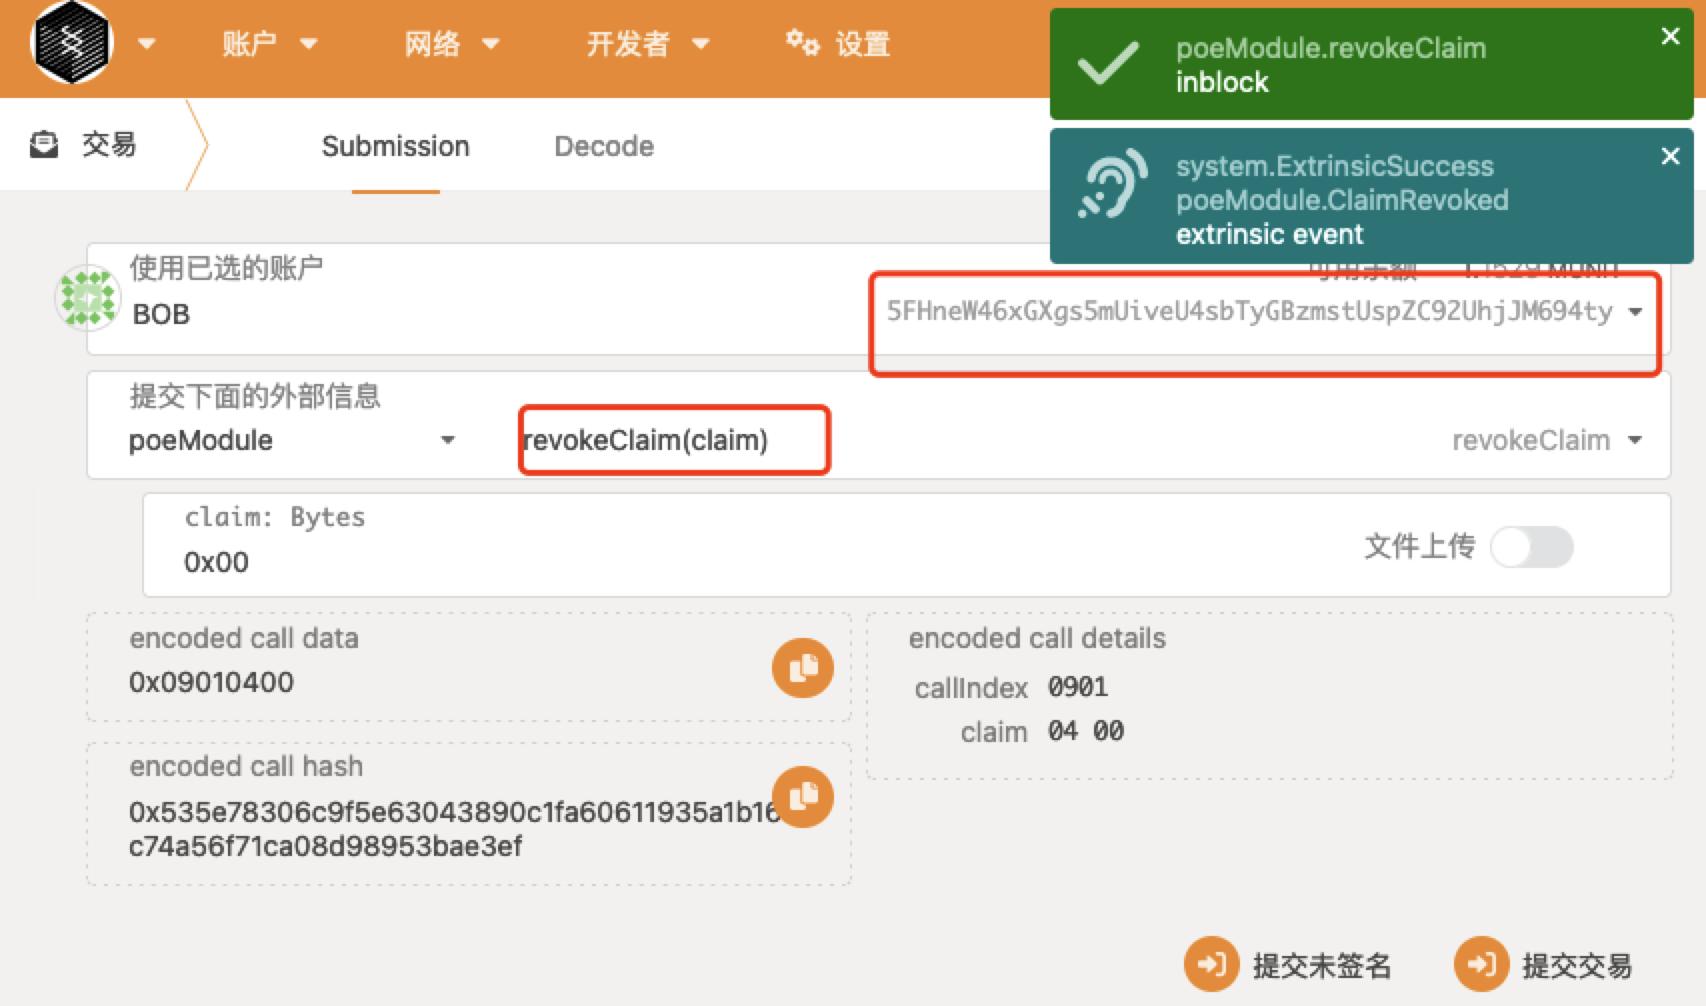 账户
网络
开发者
设置
poeModule.revokeClaim
inblock
交易
Submission
Decode
system.ExtrinsicSuccess
poeModule.ClaimRevoked
extrinsic event
使用已选的账户
BOB
5FHneW46xGXgs5mUiveU4sbTyGBzmstUspZC92UhjJM694ty
提交下面的外部信息
poeModule
revokeClaim(claim)
revokeClaim
claim: Bytes
0x00
文件上传
encoded call data
0x09010400
encoded call details
callIndex 0901
claim 04 00
encoded call hash
0x535e78306c9f5e63043890c1fa60611935a1b16
c74a56f71ca08d98953bae3ef
提交未签名
提交交易